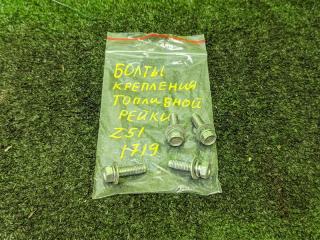 БОЛТЫ
КРЕПЛЕНИЯ
ТОПЛИВНОЙ
РЕЙКИ
Z51
1719